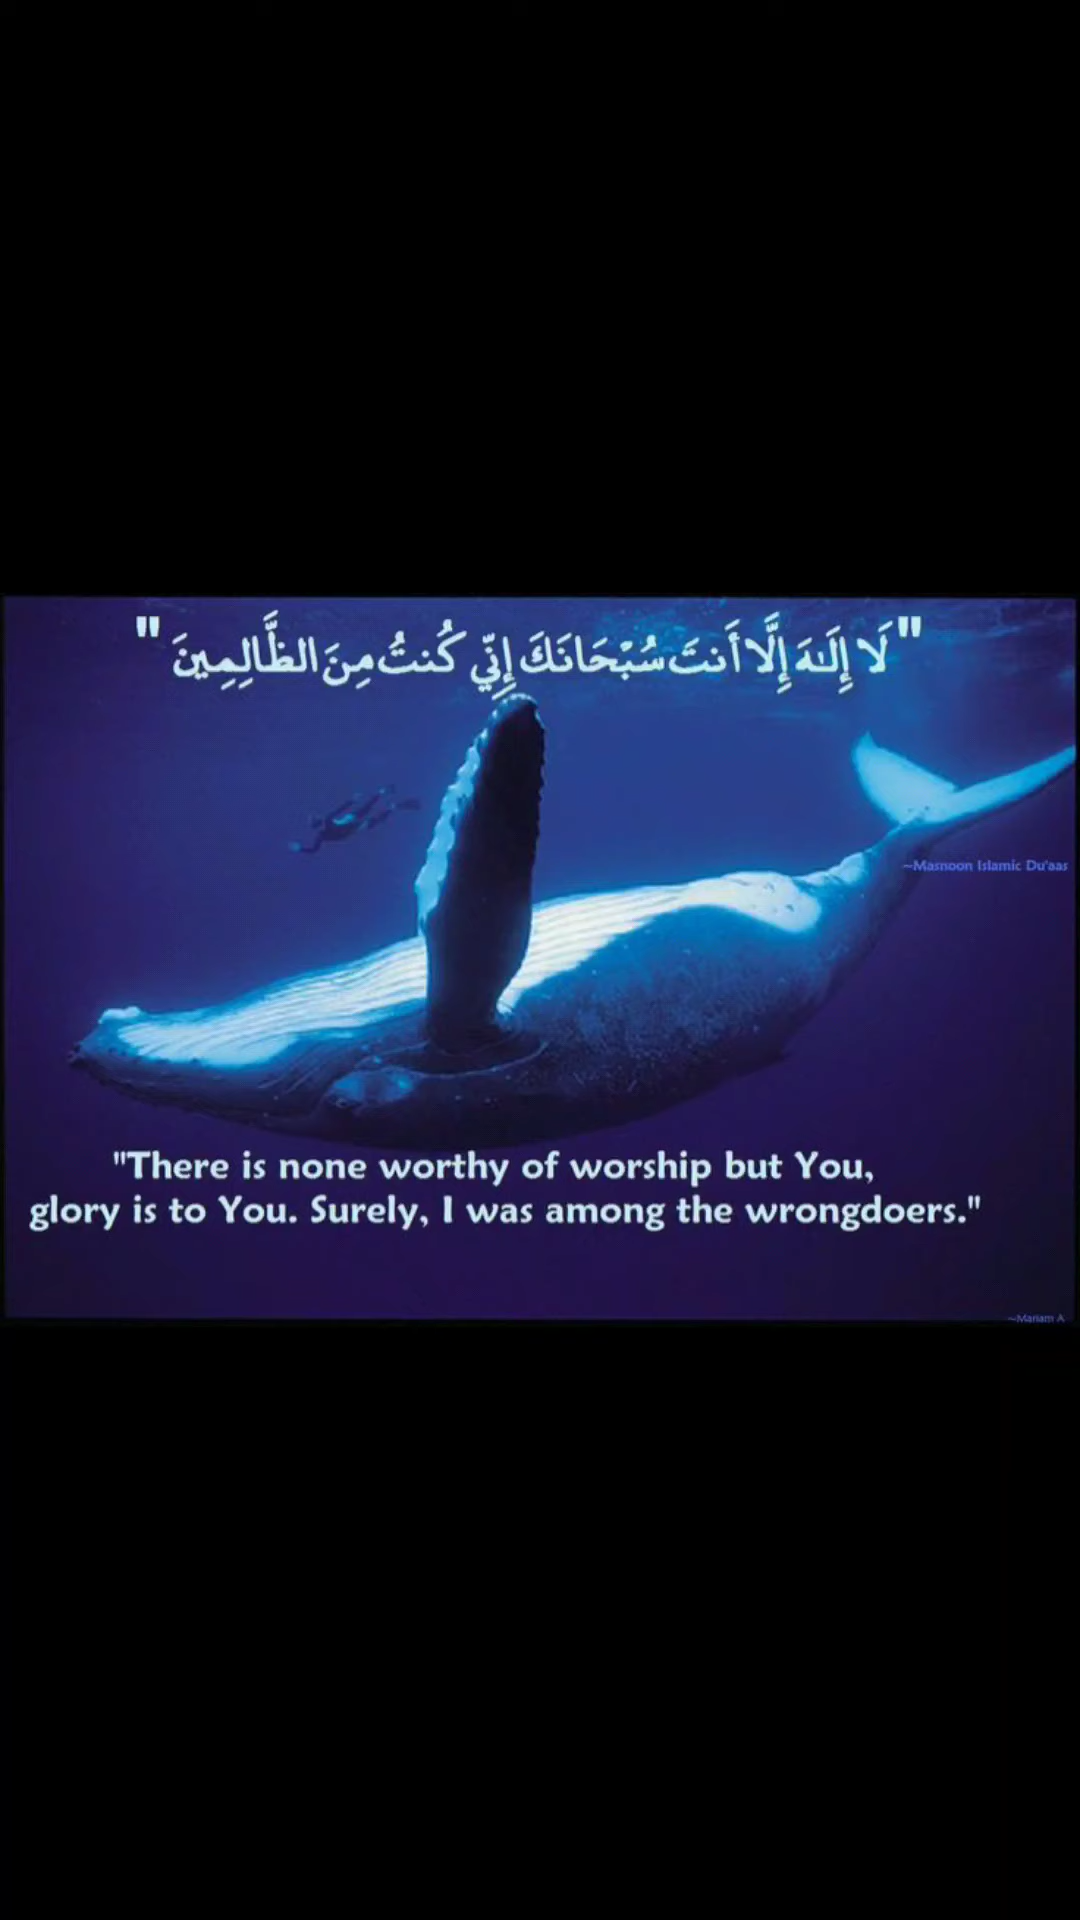 "لَا إِلَـٰهَ إِلَّا أَنتَ سُبْحَانَكَ إِنِّي كُنتُ مِنَ الظَّالِمِينَ"
~Masnoon Islamic Du'aas
"There is none worthy of worship but You,
glory is to You. Surely, I was among the wrongdoers."
~Mariam A